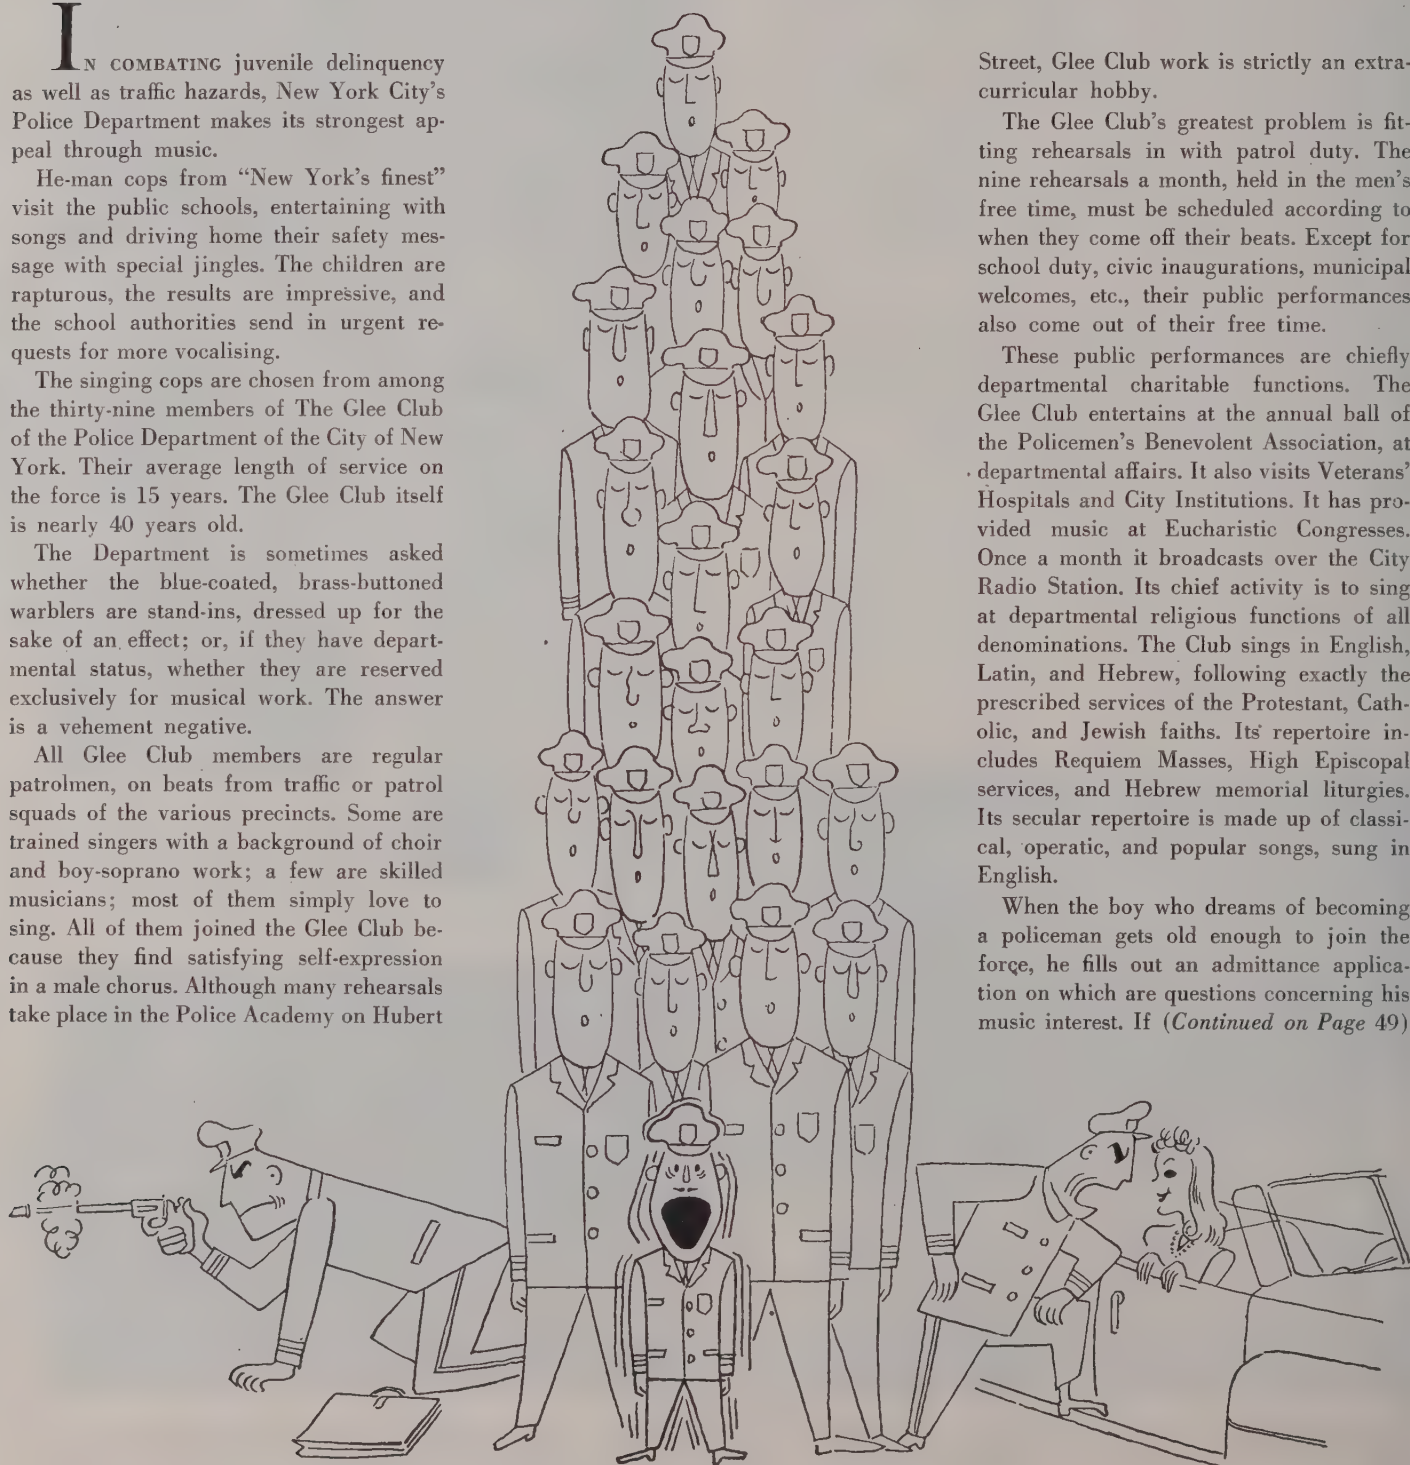 IN COMBATING juvenile delinquency
as well as traffic hazards, New York City's
Police Department makes its strongest ap-
peal through music.
He-man cops from “New York's finest”
visit the public schools, entertaining with
songs and driving home their safety mes-
sage with special jingles. The children are
rapturous, the results are impressive, and
the school authorities send in urgent re-
quests for more vocalising.
The singing cops are chosen from among
the thirty-nine members of The Glee Club
of the Police Department of the City of New
York. Their average length of service on
the force is 15 years. The Glee Club itself
is nearly 40 years old.
The Department is sometimes asked
whether the blue-coated, brass-buttoned
warblers are stand-ins, dressed up for the
sake of an effect; or, if they have depart-
mental status, whether they are reserved
exclusively for musical work. The answer
is a vehement negative.
All Glee Club members are regular
patrolmen, on beats from traffic or patrol
squads of the various precincts. Some are
trained singers with a background of choir
and boy-soprano work; a few are skilled
musicians; most of them simply love to
sing. All of them joined the Glee Club be-
cause they find satisfying self-expression
in a male chorus. Although many rehearsals
take place in the Police Academy on Hubert
Street, Glee Club work is strictly an extra-
curricular hobby.
The Glee Club's greatest problem is fit-
ting rehearsals in with patrol duty. The
nine rehearsals a month, held in the men's
free time, must be scheduled according to
when they come off their beats. Except for
school duty, civic inaugurations, municipal
welcomes, etc., their public performances
also come out of their free time.
These public performances are chiefly
departmental charitable functions. The
Glee Club entertains at the annual ball of
the Policemen's Benevolent Association, at
departmental affairs. It also visits Veterans'
Hospitals and City Institutions. It has pro-
vided music at Eucharistic Congresses.
Once a month it broadcasts over the City
Radio Station. Its chief activity is to sing
at departmental religious functions of all
denominations. The Club sings in English,
Latin, and Hebrew, following exactly the
prescribed services of the Protestant, Cath-
olic, and Jewish faiths. Its repertoire in-
cludes Requiem Masses, High Episcopal
services, and Hebrew memorial liturgies.
Its secular repertoire is made up of classi-
cal, operatic, and popular songs, sung in
English.
When the boy who dreams of becoming
a policeman gets old enough to join the
force, he fills out an admittance applica-
tion on which are questions concerning his
music interest. If (Continued on Page 49)